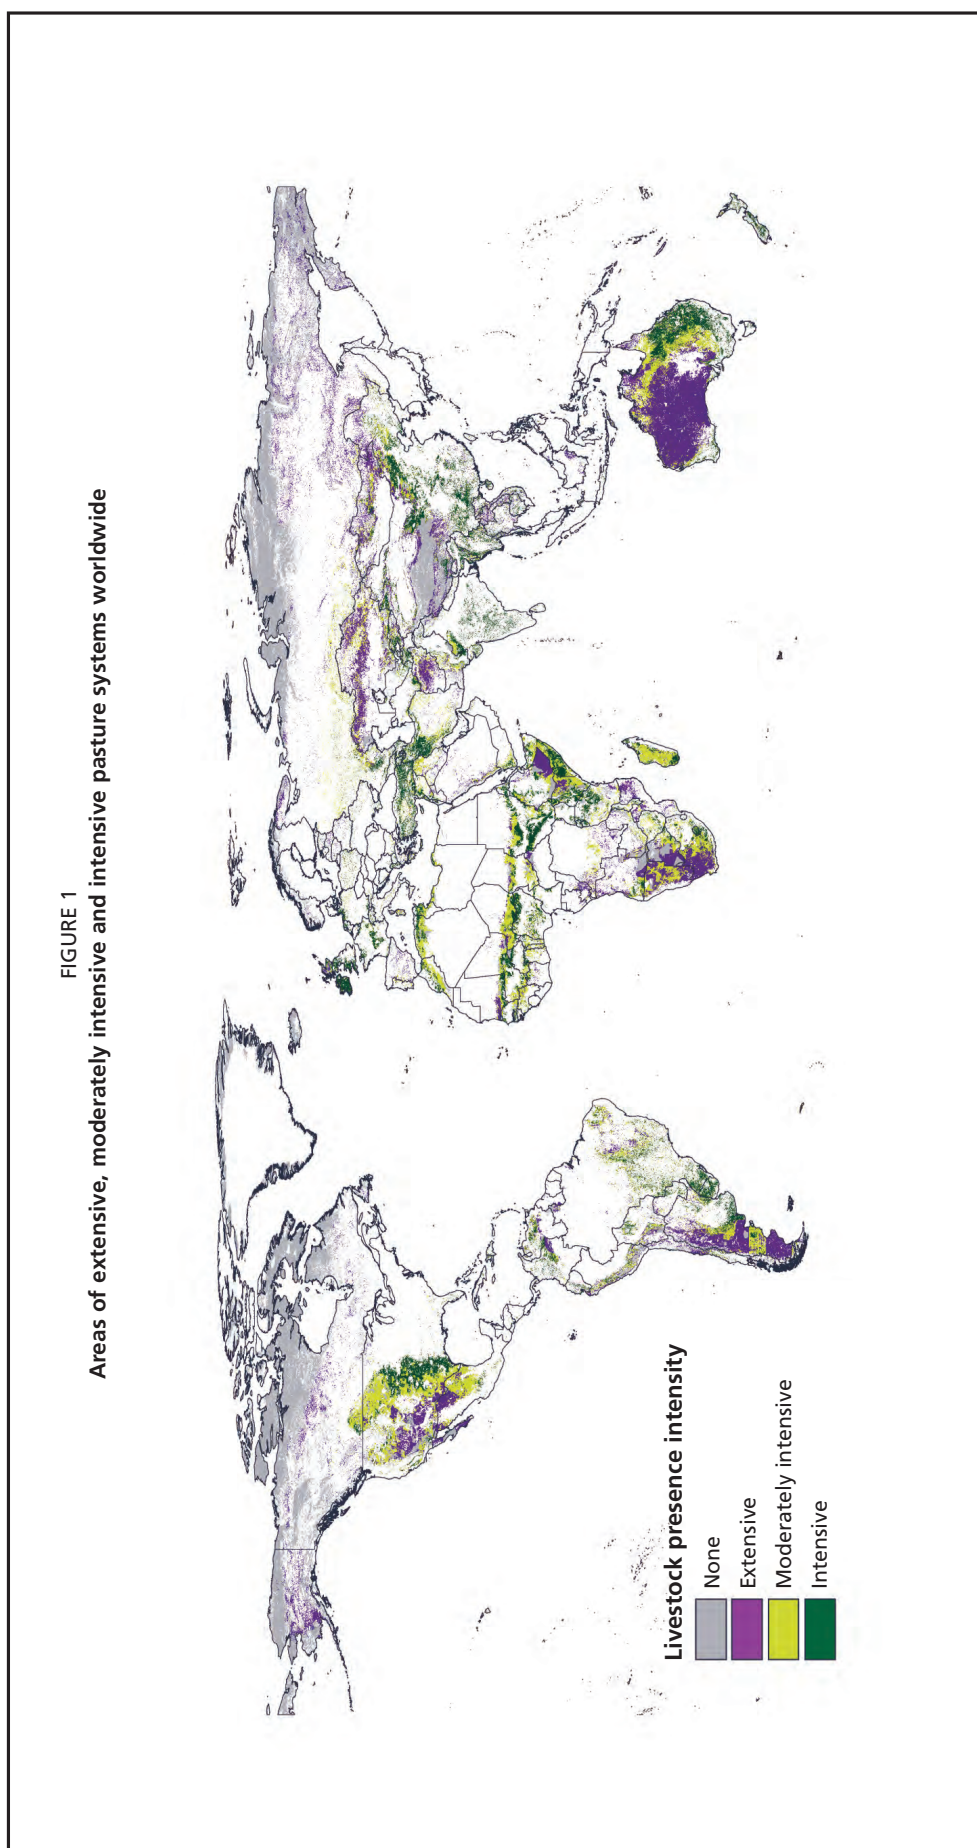 FIGURE 1
Areas of extensive, moderately intensive and intensive pasture systems worldwide
Livestock presence intensity
None
Extensive
Moderately intensive
Intensive